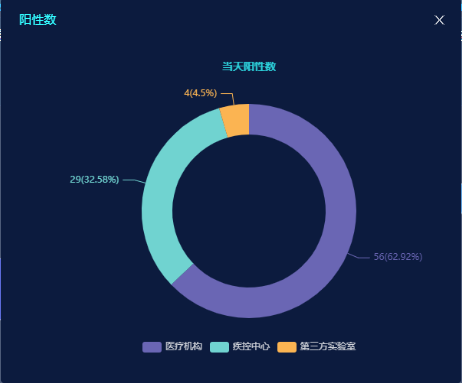 阳性数
当天阳性数
4(4.5%)
29(32.58%)
56(62.92%)
医疗机构 疾控中心 第三方实验室